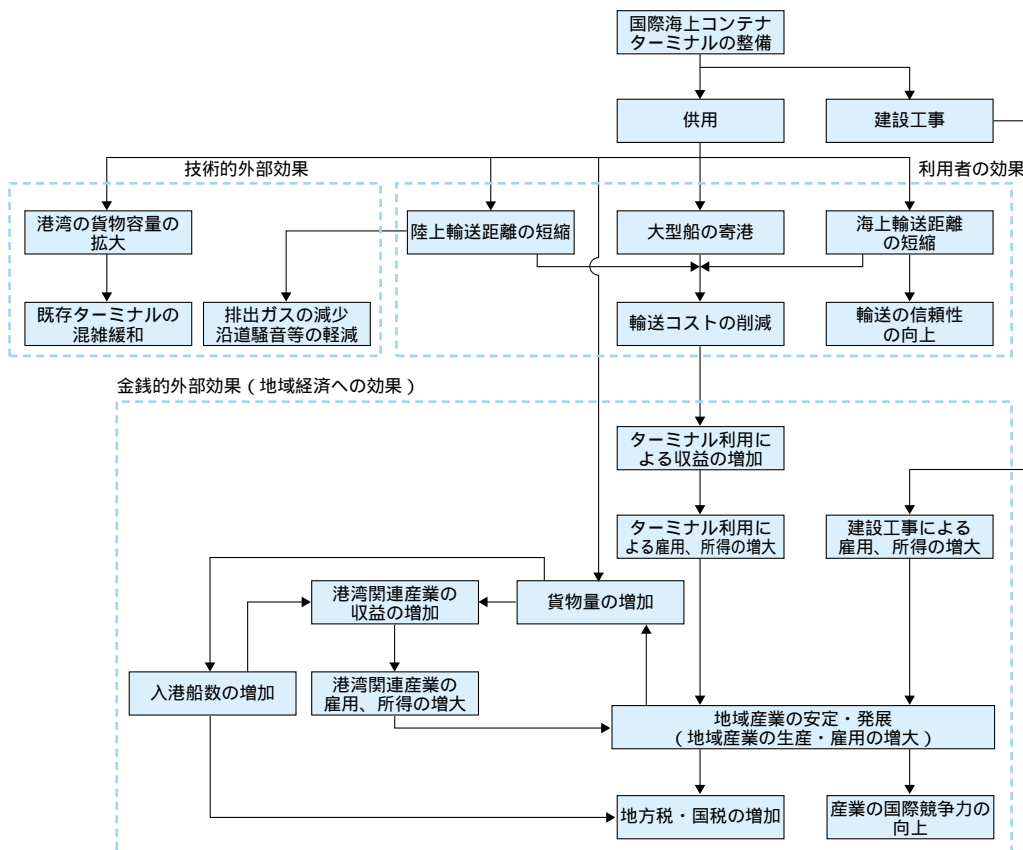 国際海上コンテナ
ターミナルの整備
供用
建設工事
技術的外部効果
利用者の効果
港湾の貨物容量の
拡大
陸上輸送距離の短縮
大型船の寄港
海上輸送距離
の短縮
既存ターミナルの
混雑緩和
排出ガスの減少
沿道騒音等の軽減
輸送コストの削減
輸送の信頼性
の向上
金銭的外部効果（地域経済への効果）
ターミナル利用に
よる収益の増加
ターミナル利用に
よる雇用、所得の増大
建設工事による
雇用、所得の増大
港湾関連産業の
収益の増加
貨物量の増加
入港船数の増加
港湾関連産業の
雇用、所得の増大
地域産業の安定・発展
（地域産業の生産・雇用の増大）
地方税・国税の増加
産業の国際競争力の
向上